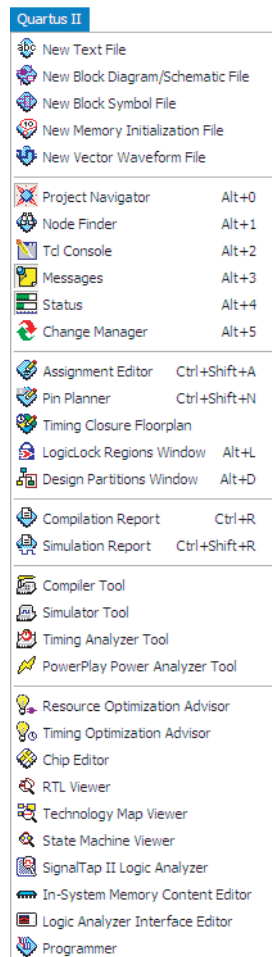 Quartus II
New Text File
New Block Diagram/Schematic File
New Block Symbol File
New Memory Initialization File
New Vector Waveform File
Project Navigator Alt+0
Node Finder Alt+1
Tcl Console Alt+2
Messages Alt+3
Status Alt+4
Change Manager Alt+5
Assignment Editor Ctrl+Shift+A
Pin Planner Ctrl+Shift+N
Timing Closure Floorplan
LogicLock Regions Window Alt+L
Design Partitions Window Alt+D
Compilation Report Ctrl+R
Simulation Report Ctrl+Shift+R
Compiler Tool
Simulator Tool
Timing Analyzer Tool
PowerPlay Power Analyzer Tool
Resource Optimization Advisor
Timing Optimization Advisor
Chip Editor
RTL Viewer
Technology Map Viewer
State Machine Viewer
SignalTap II Logic Analyzer
In-System Memory Content Editor
Logic Analyzer Interface Editor
Programmer